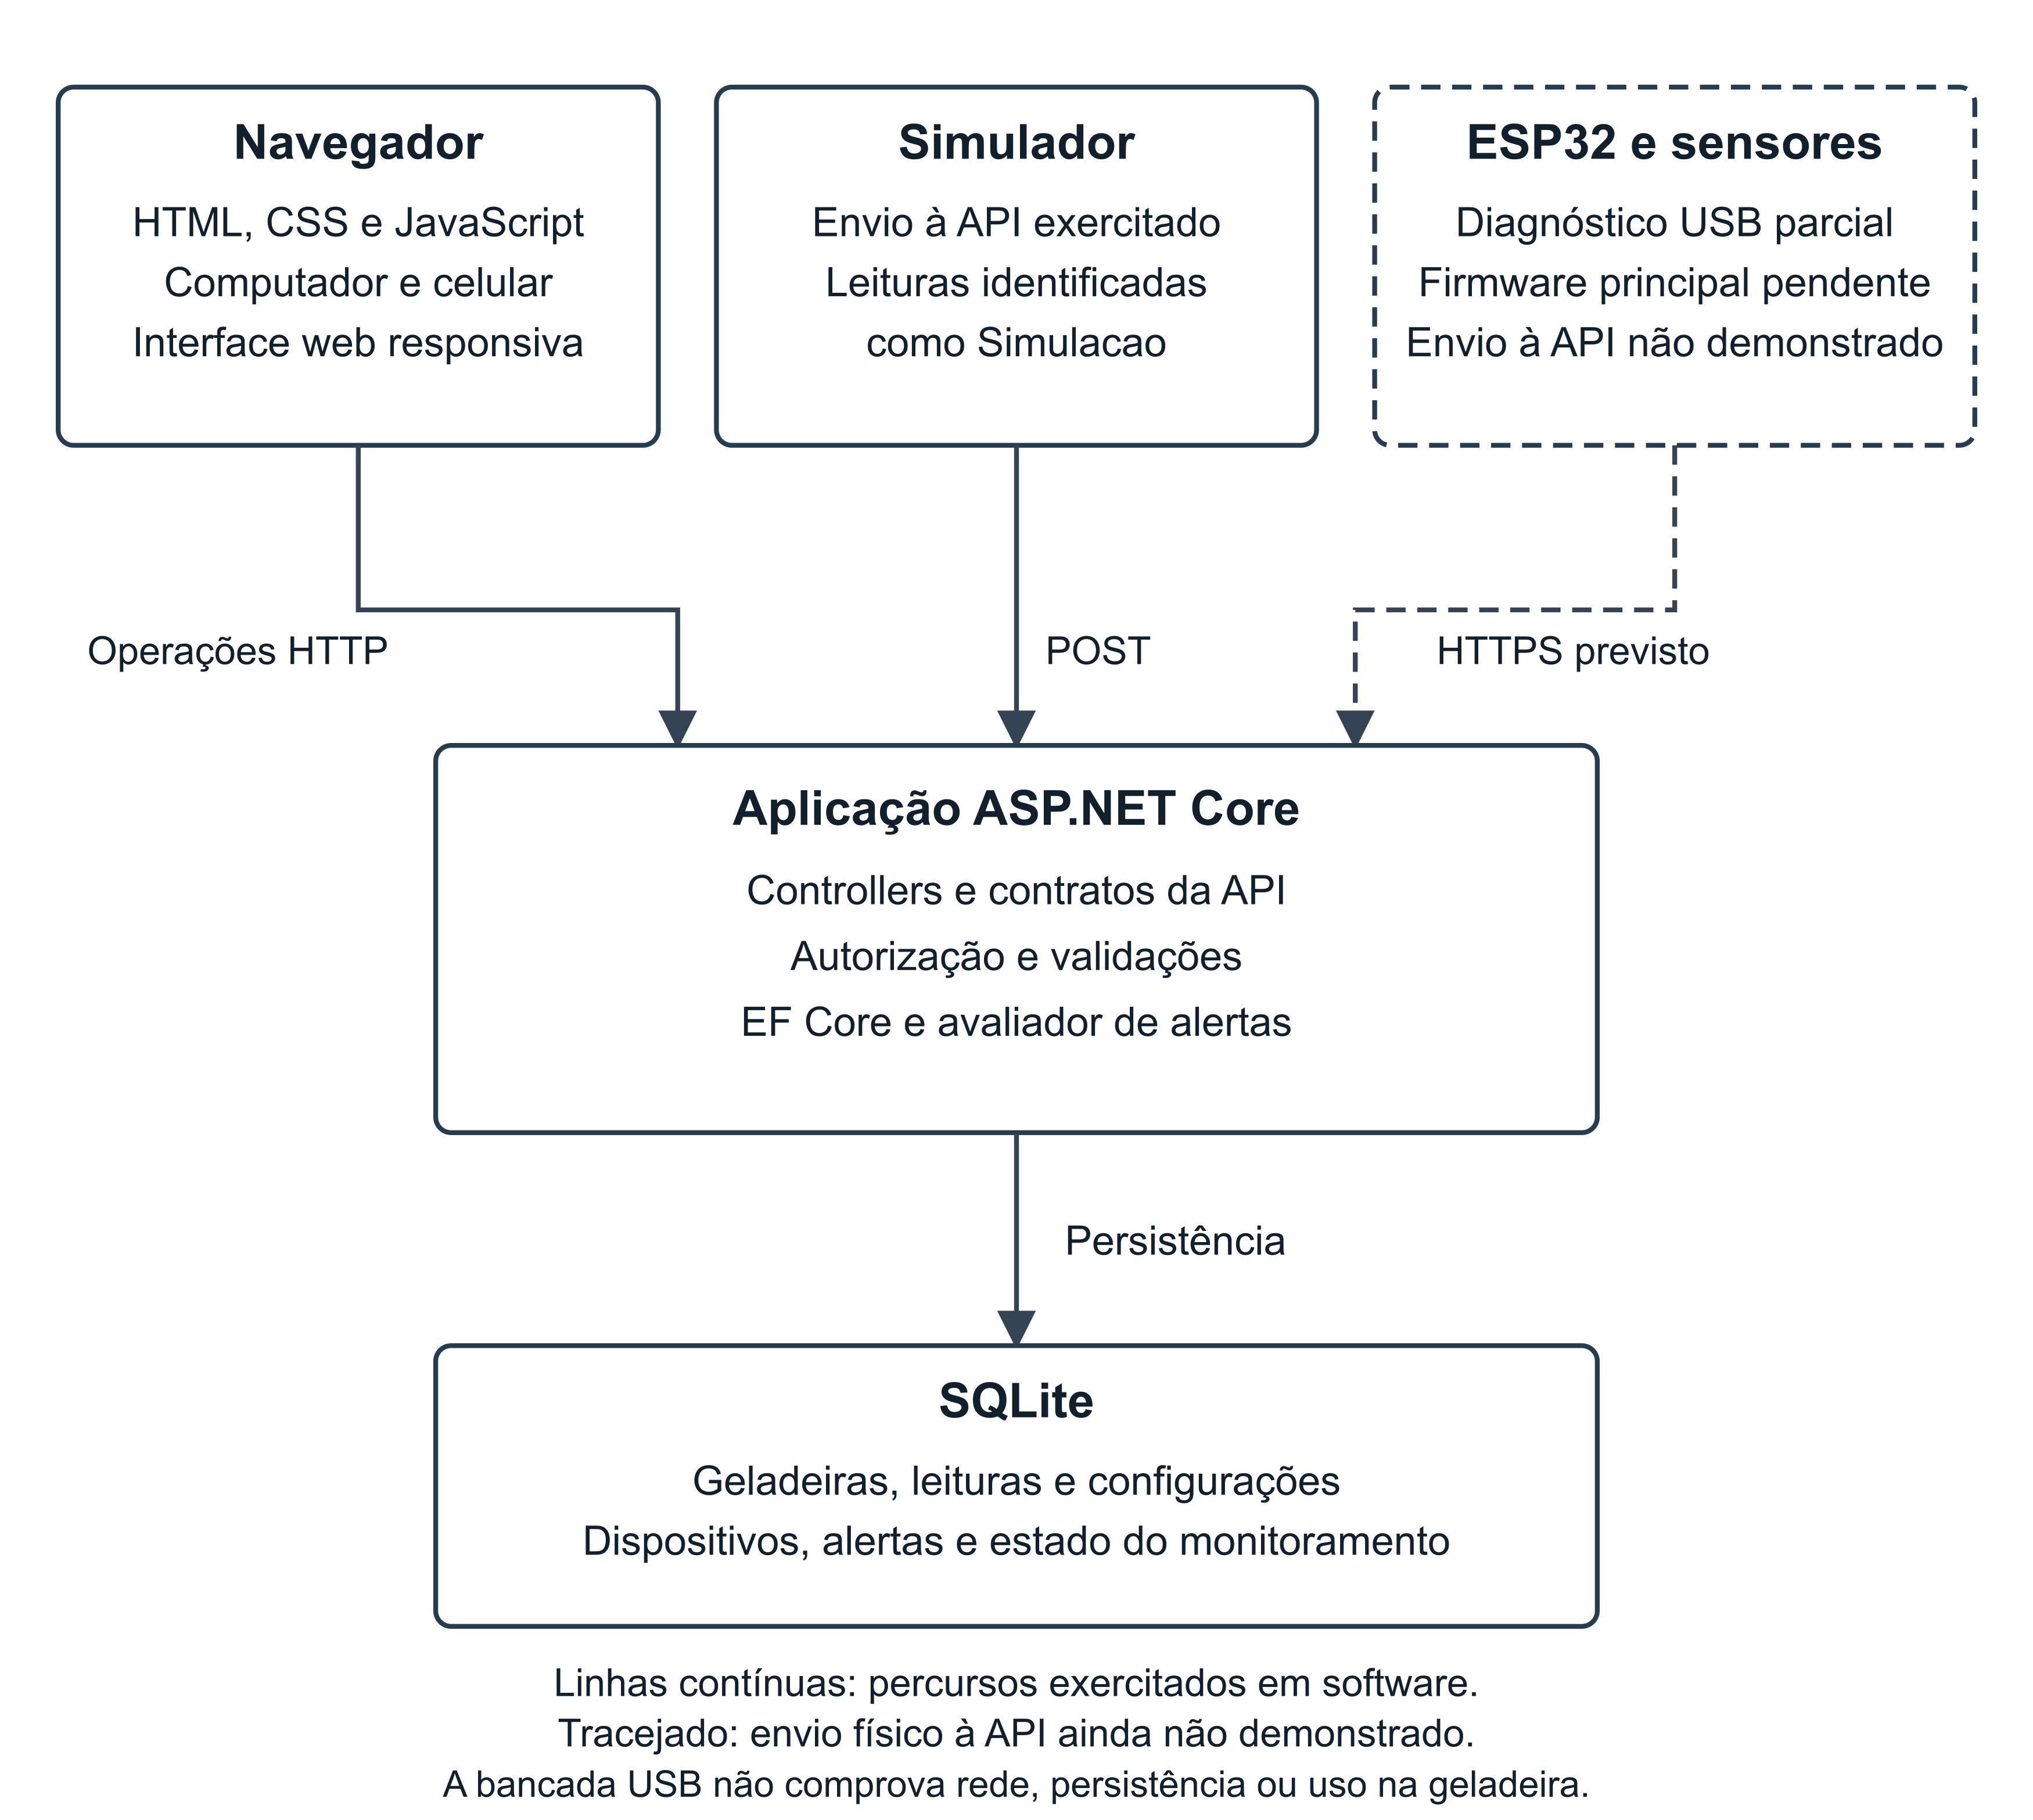 Navegador
HTML, CSS e JavaScript
Computador e celular
Interface web responsiva
Simulador
Envio à API exercitado
Leituras identificadas
como Simulacao
ESP32 e sensores
Diagnóstico USB parcial
Firmware principal pendente
Envio à API não demonstrado
Operações HTTP
POST
HTTPS previsto
Aplicação ASP.NET Core
Controllers e contratos da API
Autorização e validações
EF Core e avaliador de alertas
Persistência
SQLite
Geladeiras, leituras e configurações
Dispositivos, alertas e estado do monitoramento
Linhas contínuas: percursos exercitados em software.
Tracejado: envio físico à API ainda não demonstrado.
A bancada USB não comprova rede, persistência ou uso na geladeira.